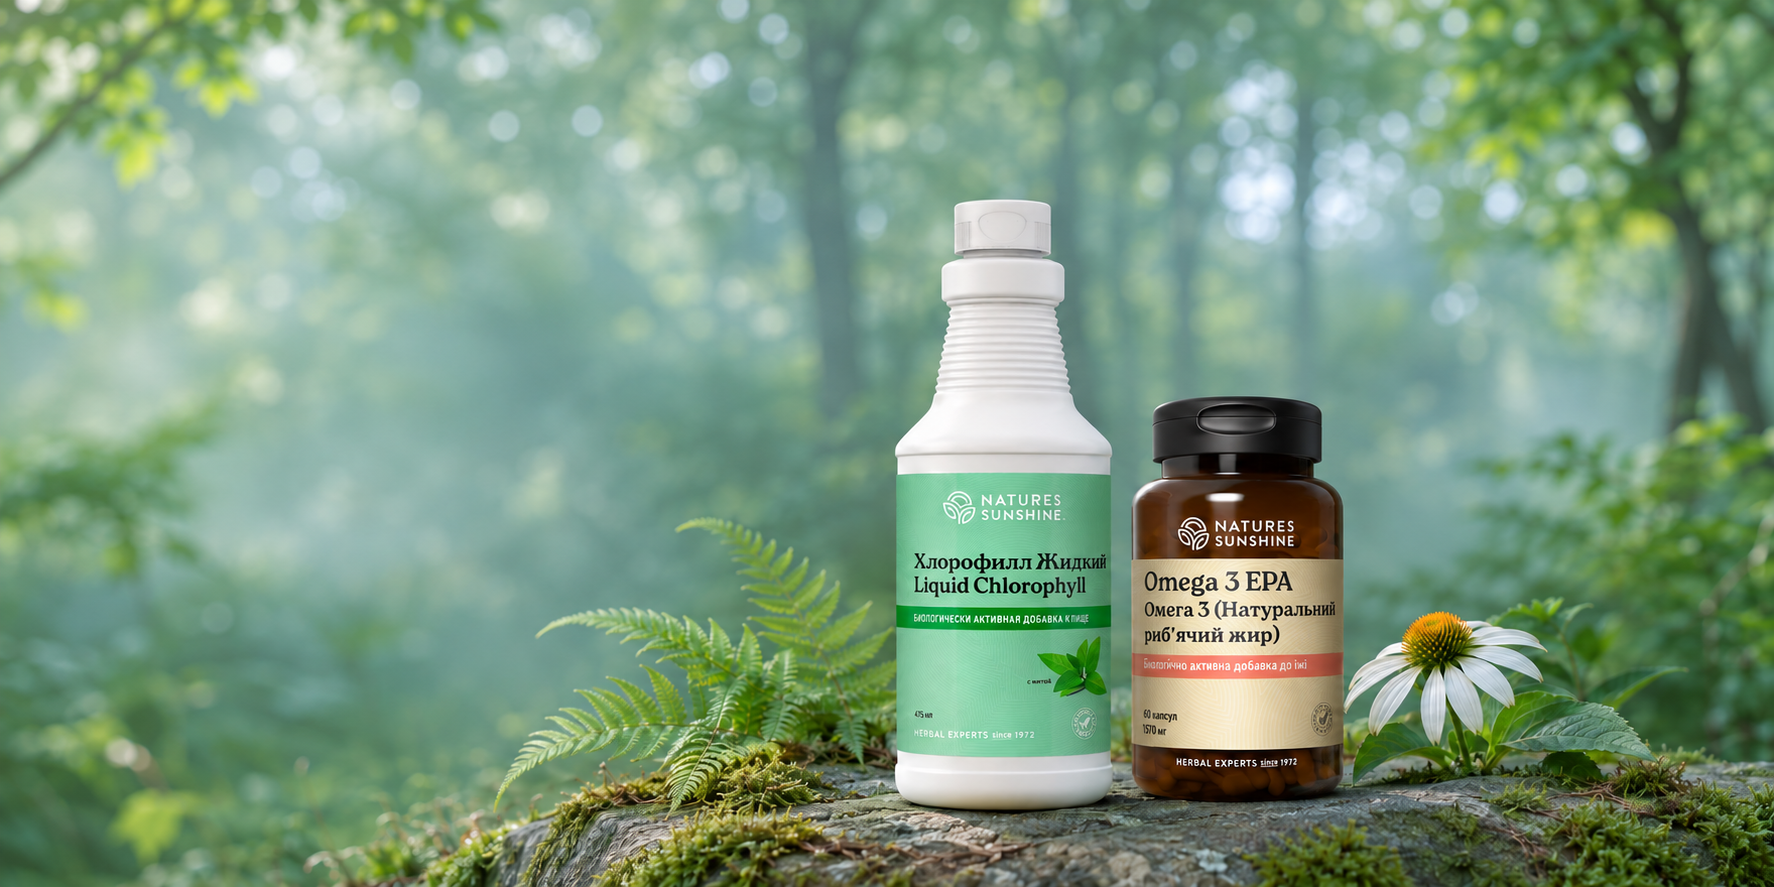 NATURES
SUNSHINE
Хлорофилл Жидкий
Liquid Chlorophyll
БИОЛОГИЧЕСКИ АКТИВНАЯ ДОБАВКА К ПИЩЕ
с мятой
475 мл
HERBAL EXPERTS since 1972
NATURES
SUNSHINE
Omega 3 EPA
Омега 3 (Натуральний
риб'ячий жир)
Біологічно активна добавка до їжі
60 капсул
1570 мг
HERBAL EXPERTS since 1972